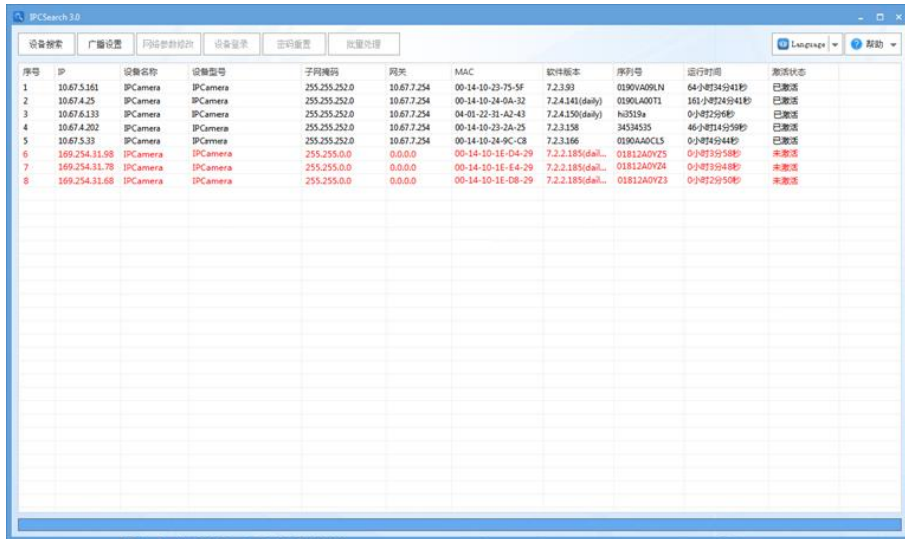 IPCSearch 3.0
设备搜索 广播设置 网络参数修改 设备登录 密码重置 批量处理 Language 帮助
序号 IP 设备名称 设备型号 子网掩码 网关 MAC 软件版本 序列号 运行时间 激活状态
1 10.67.5.161 IPCamera IPCamera 255.255.252.0 10.67.7.254 00-14-10-23-75-5F 7.2.3.93 0190VA09LN 64小时34分41秒 已激活
2 10.67.4.25 IPCamera IPCamera 255.255.252.0 10.67.7.254 00-14-10-24-0A-32 7.2.4.141(daily) 0190LA00T1 161小时24分41秒 已激活
3 10.67.6.133 IPCamera IPCamera 255.255.252.0 10.67.7.254 04-01-22-31-A2-43 7.2.4.150(daily) hi3519a 0小时2分6秒 已激活
4 10.67.4.202 IPCamera IPCamera 255.255.252.0 10.67.7.254 00-14-10-23-2A-25 7.2.3.158 34534535 46小时14分59秒 已激活
5 10.67.5.33 IPCamera IPCamera 255.255.252.0 10.67.7.254 00-14-10-24-9C-C8 7.2.3.166 0190AA0CL5 0小时4分44秒 已激活
6 169.254.31.98 IPCamera IPCamera 255.255.0.0 0.0.0.0 00-14-10-1E-D4-29 7.2.2.185(dail... 01812A0YZ5 0小时3分58秒 未激活
7 169.254.31.78 IPCamera IPCamera 255.255.0.0 0.0.0.0 00-14-10-1E-E4-29 7.2.2.185(dail... 01812A0YZ4 0小时3分48秒 未激活
8 169.254.31.68 IPCamera IPCamera 255.255.0.0 0.0.0.0 00-14-10-1E-D8-29 7.2.2.185(dail... 01812A0YZ3 0小时2分50秒 未激活